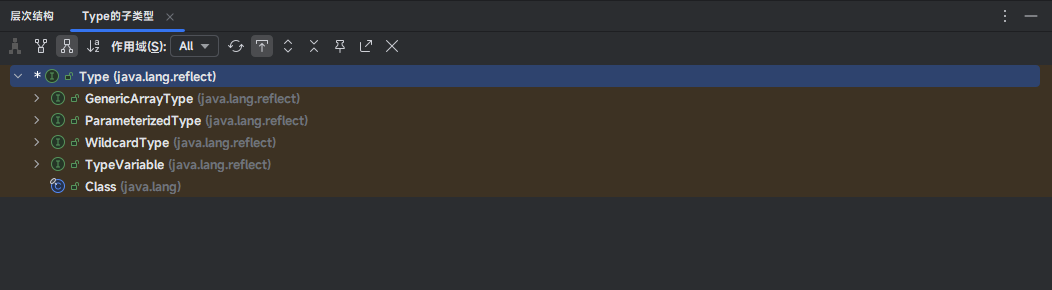 层次结构 Type的子类型
作用域(S): All
* Type (java.lang.reflect)
GenericArrayType (java.lang.reflect)
ParameterizedType (java.lang.reflect)
WildcardType (java.lang.reflect)
TypeVariable (java.lang.reflect)
Class (java.lang)